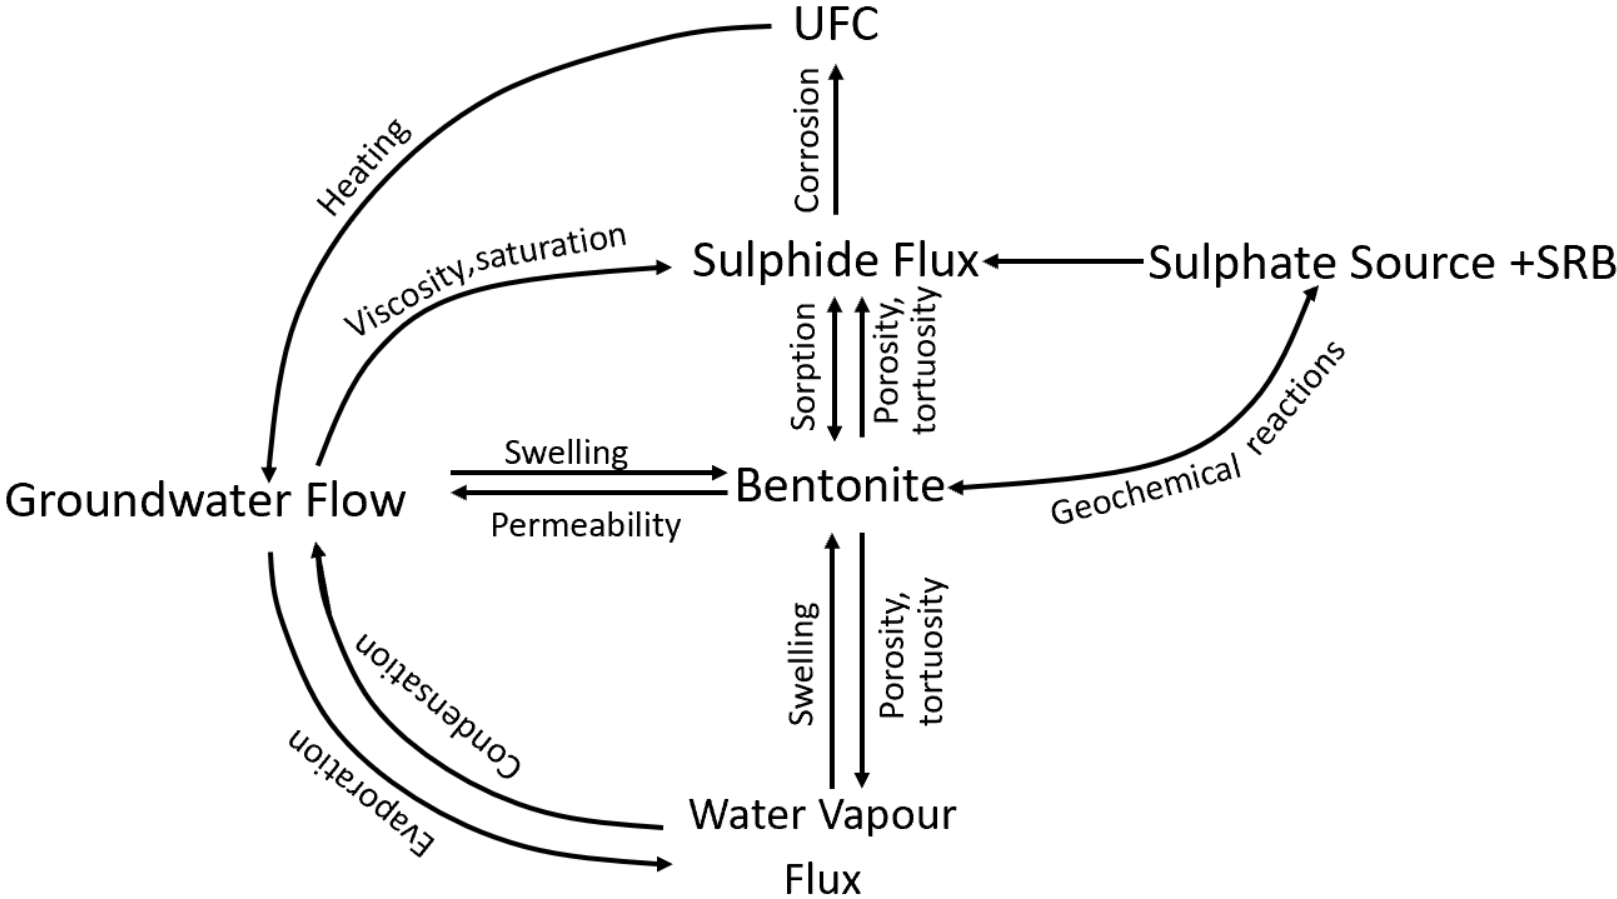 UFC
Corrosion
Heating
Viscosity,saturation
Sulphide Flux
Sulphate Source +SRB
Sorption
Porosity,
tortuosity
Geochemical reactions
Swelling
Groundwater Flow
Bentonite
Permeability
Swelling
Porosity,
tortuosity
Condensation
Evaporation
Water Vapour
Flux